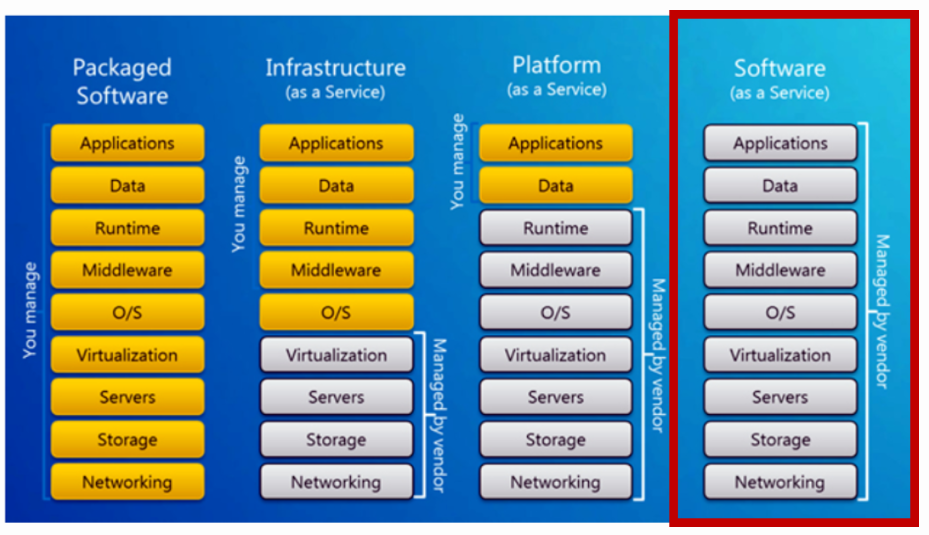 Packaged
Software
You manage
Applications
Data
Runtime
Middleware
O/S
Virtualization
Servers
Storage
Networking
Infrastructure
(as a Service)
You manage
Applications
Data
Runtime
Middleware
O/S
Virtualization
Servers
Storage
Networking
Managed by vendor
Platform
(as a Service)
You manage
Applications
Data
Runtime
Middleware
O/S
Virtualization
Servers
Storage
Networking
Managed by vendor
Software
(as a Service)
Applications
Data
Runtime
Middleware
O/S
Virtualization
Servers
Storage
Networking
Managed by vendor